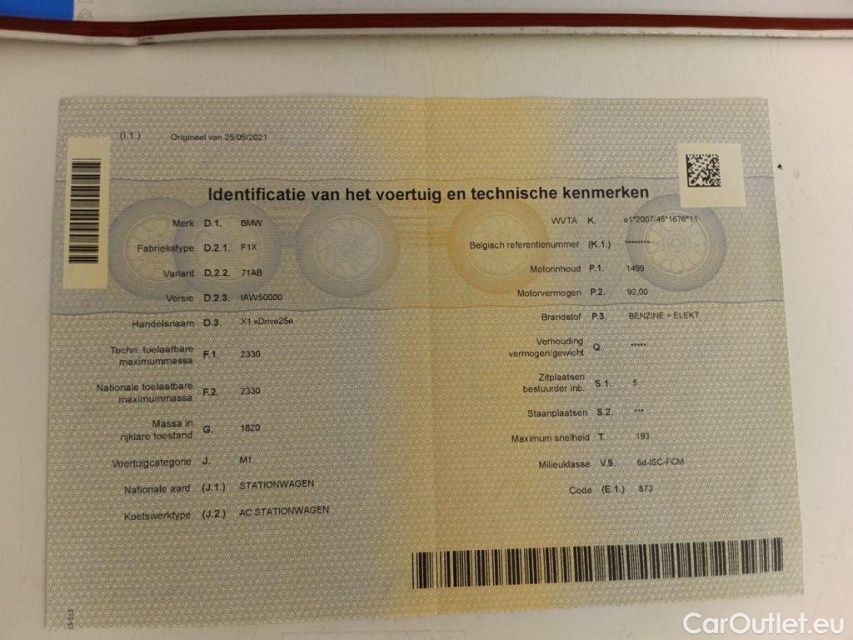 (I.1.) Origineel van 25/05/2021
Identificatie van het voertuig en technische kenmerken
Merk D.1. BMW
Fabriekstype D.2.1. F1X
Variant D.2.2. 71AB
Versie D.2.3. IAW50000
Handelsnaam D.3. X1 xDrive25e
Techn. toelaatbare
maximummassa F.1. 2330
Nationale toelaatbare
maximummassa F.2. 2330
Massa in
rijklare toestand G. 1820
Voertuigcategorie J. M1
Nationale aard (J.1.) STATIONWAGEN
Koetswerktype (J.2.) AC STATIONWAGEN
WVTA K. e1*2007/46*1676*11
Belgisch referentienummer (K.1.) *******
Motorinhoud P.1. 1499
Motorvermogen P.2. 92,00
Brandstof P.3. BENZINE + ELEKT
Verhouding
vermogen/gewicht Q. *****
Zitplaatsen
bestuurder inb. S.1. 5
Staanplaatsen S.2. ***
Maximum snelheid T. 193
Milieuklasse V.9. 6d-ISC-FCM
Code (E.1.) 873
CarOutlet.eu